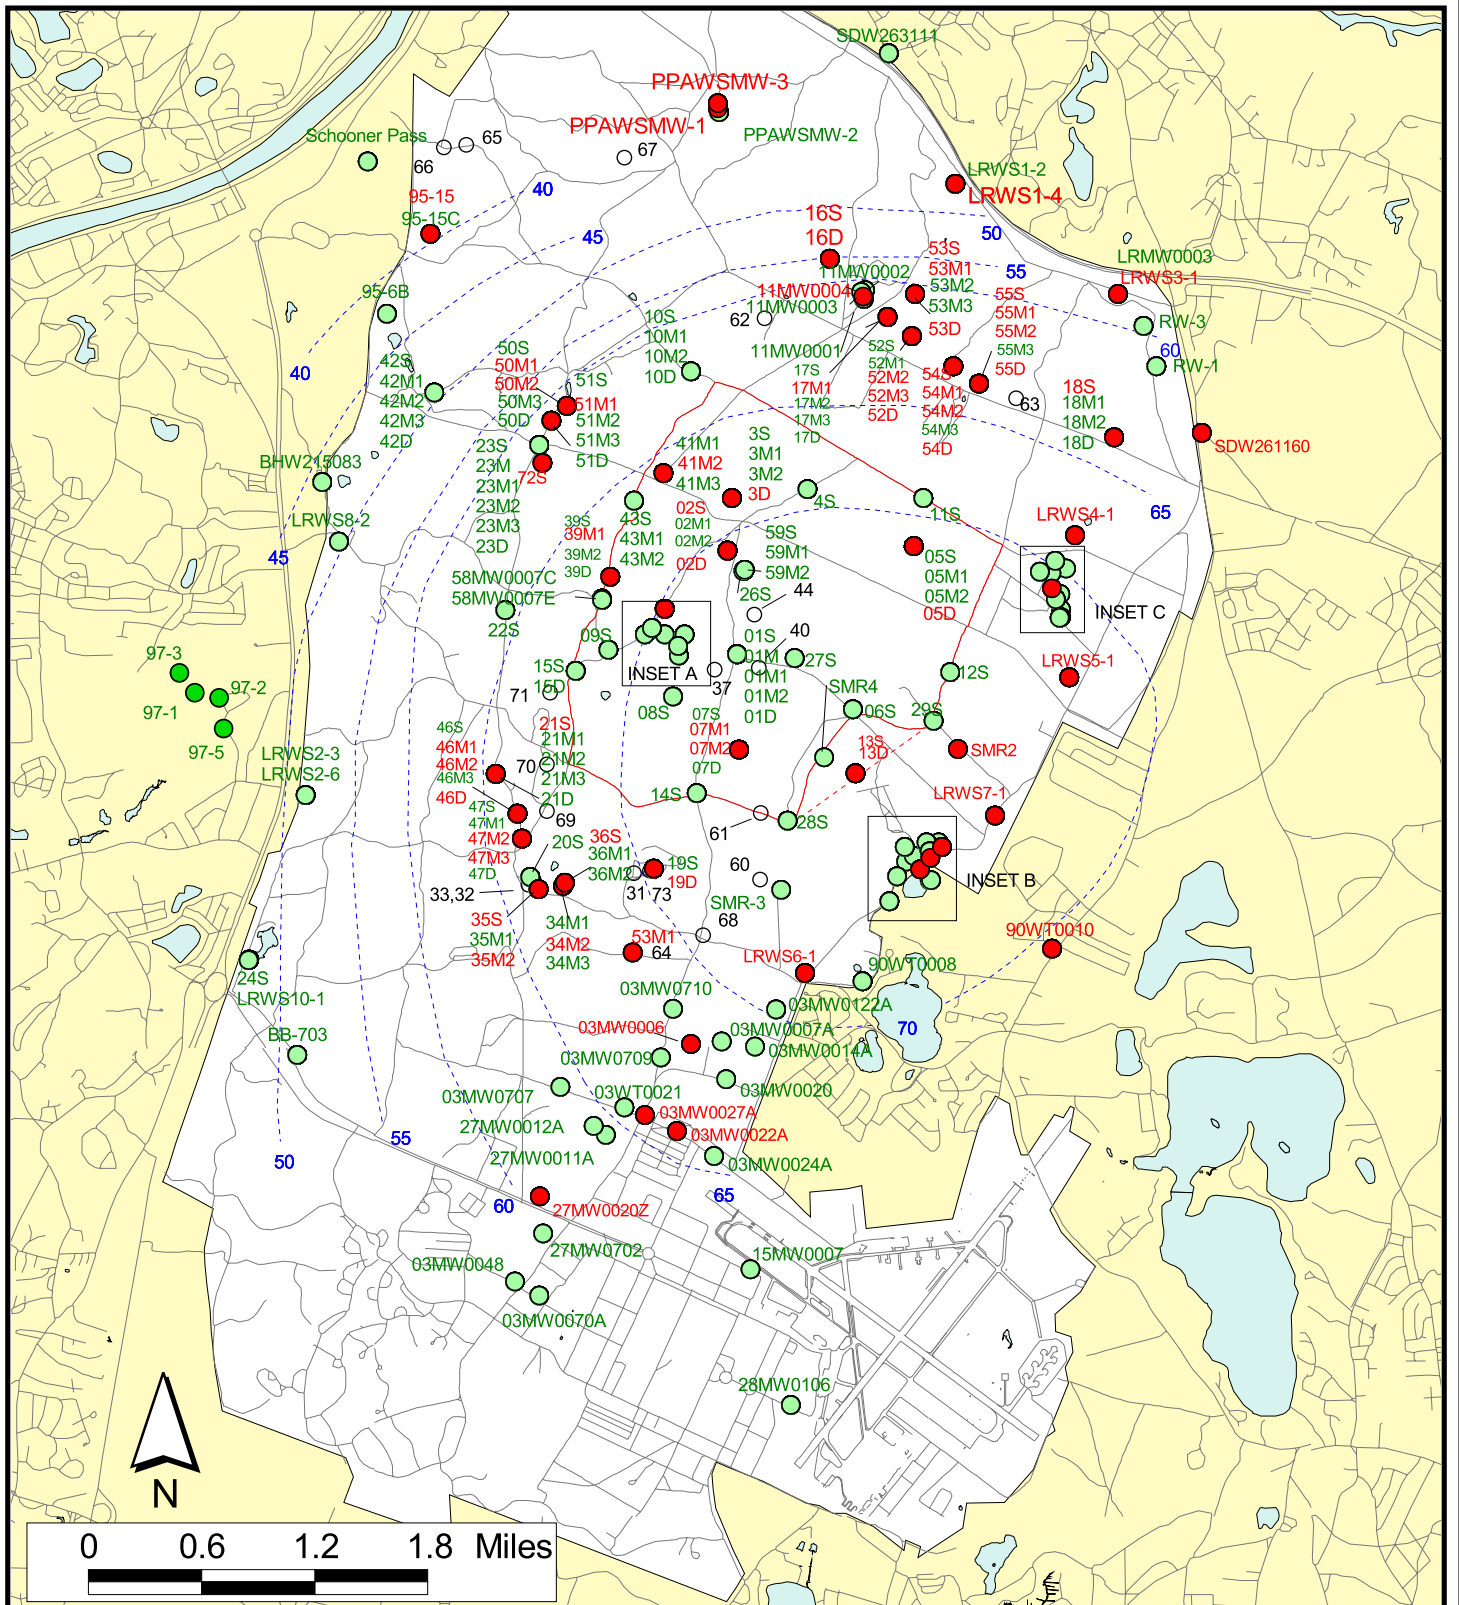 SDW263111
PPAWSMW-3
PPAWSMW-1
PPAWSMW-2
Schooner Pass
65
66
67
LRWS1-2
LRWS1-4
40
95-15
95-15C
45
16S
16D
50
53S
53M1
53M2
53M3
53D
55
LRMW0003
LRWS3-1
11MW0002
11MW0004
11MW0003
11MW0001
95-6B
62
55S
55M1
55M2
55M3
55D
RW-3
60
RW-1
10S
10M1
10M2
10D
40
42S
42M1
42M2
42M3
42D
50S
50M1
50M2
50M3
50D
51S
51M1
51M2
51M3
51D
17S
17M1
17M2
17M3
17D
52S
52M1
52M2
52M3
52D
54S
54M1
54M2
54M3
54D
63
18S
18M1
18M2
18D
SDW261160
BHW215083
23S
23M
23M1
23M2
23M3
23D
72S
41M1
41M2
41M3
3S
3M1
3M2
3D
4S
11S
65
LRWS8-2
LRWS4-1
39S
39M1
39M2
39D
43S
43M1
43M2
02S
02M1
02M2
02D
59S
59M1
59M2
26S
05S
05M1
05M2
05D
45
58MW0007C
58MW0007E
22S
44
INSET C
09S
INSET A
40
01S
01M
01M1
01M2
01D
27S
97-3
97-1
97-2
97-5
15S
15D
71
37
08S
SMR4
06S
12S
29S
LRWS5-1
07S
07M1
07M2
07D
SMR2
13S
13D
LRWS2-3
LRWS2-6
46S
46M1
46M2
46M3
46D
21S
21M1
21M2
21M3
21D
70
69
14S
LRWS7-1
47S
47M1
47M2
47M3
47D
20S
36S
36M1
36M2
61
28S
33,32
31
73
19S
19D
60
SMR-3
INSET B
35S
35M1
35M2
34M1
34M2
34M3
53M1
64
68
LRWS6-1
90WT0010
90WT0008
24S
LRWS10-1
03MW0710
03MW0122A
70
BB-703
03MW0006
03MW0007A
03MW0014A
03MW0709
03MW0020
03MW0707
03WT0021
03MW0027A
27MW0012A
03MW0022A
27MW0011A
03MW0024A
55
50
60
65
27MW0020Z
27MW0702
03MW0048
15MW0007
03MW0070A
28MW0106
N
0 0.6 1.2 1.8 Miles